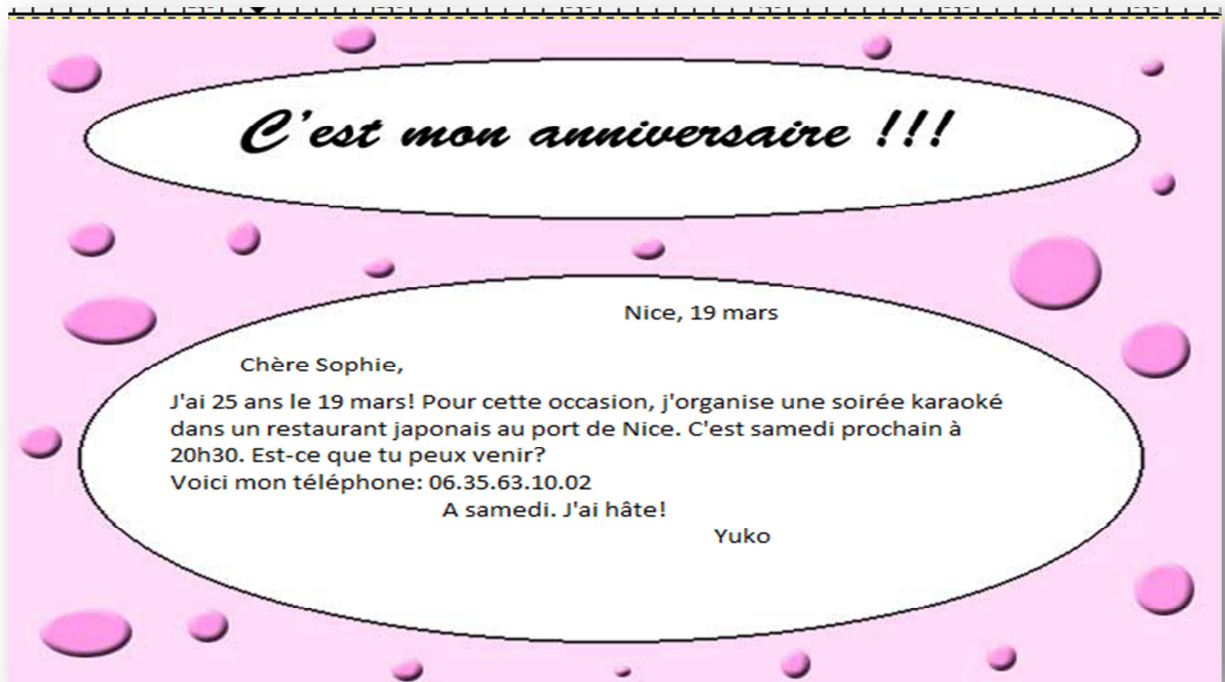 C'est mon anniversaire !!!
Nice, 19 mars
Chère Sophie,
J'ai 25 ans le 19 mars! Pour cette occasion, j'organise une soirée karaoké
dans un restaurant japonais au port de Nice. C'est samedi prochain à
20h30. Est-ce que tu peux venir?
Voici mon téléphone: 06.35.63.10.02
A samedi. J'ai hâte!
Yuko